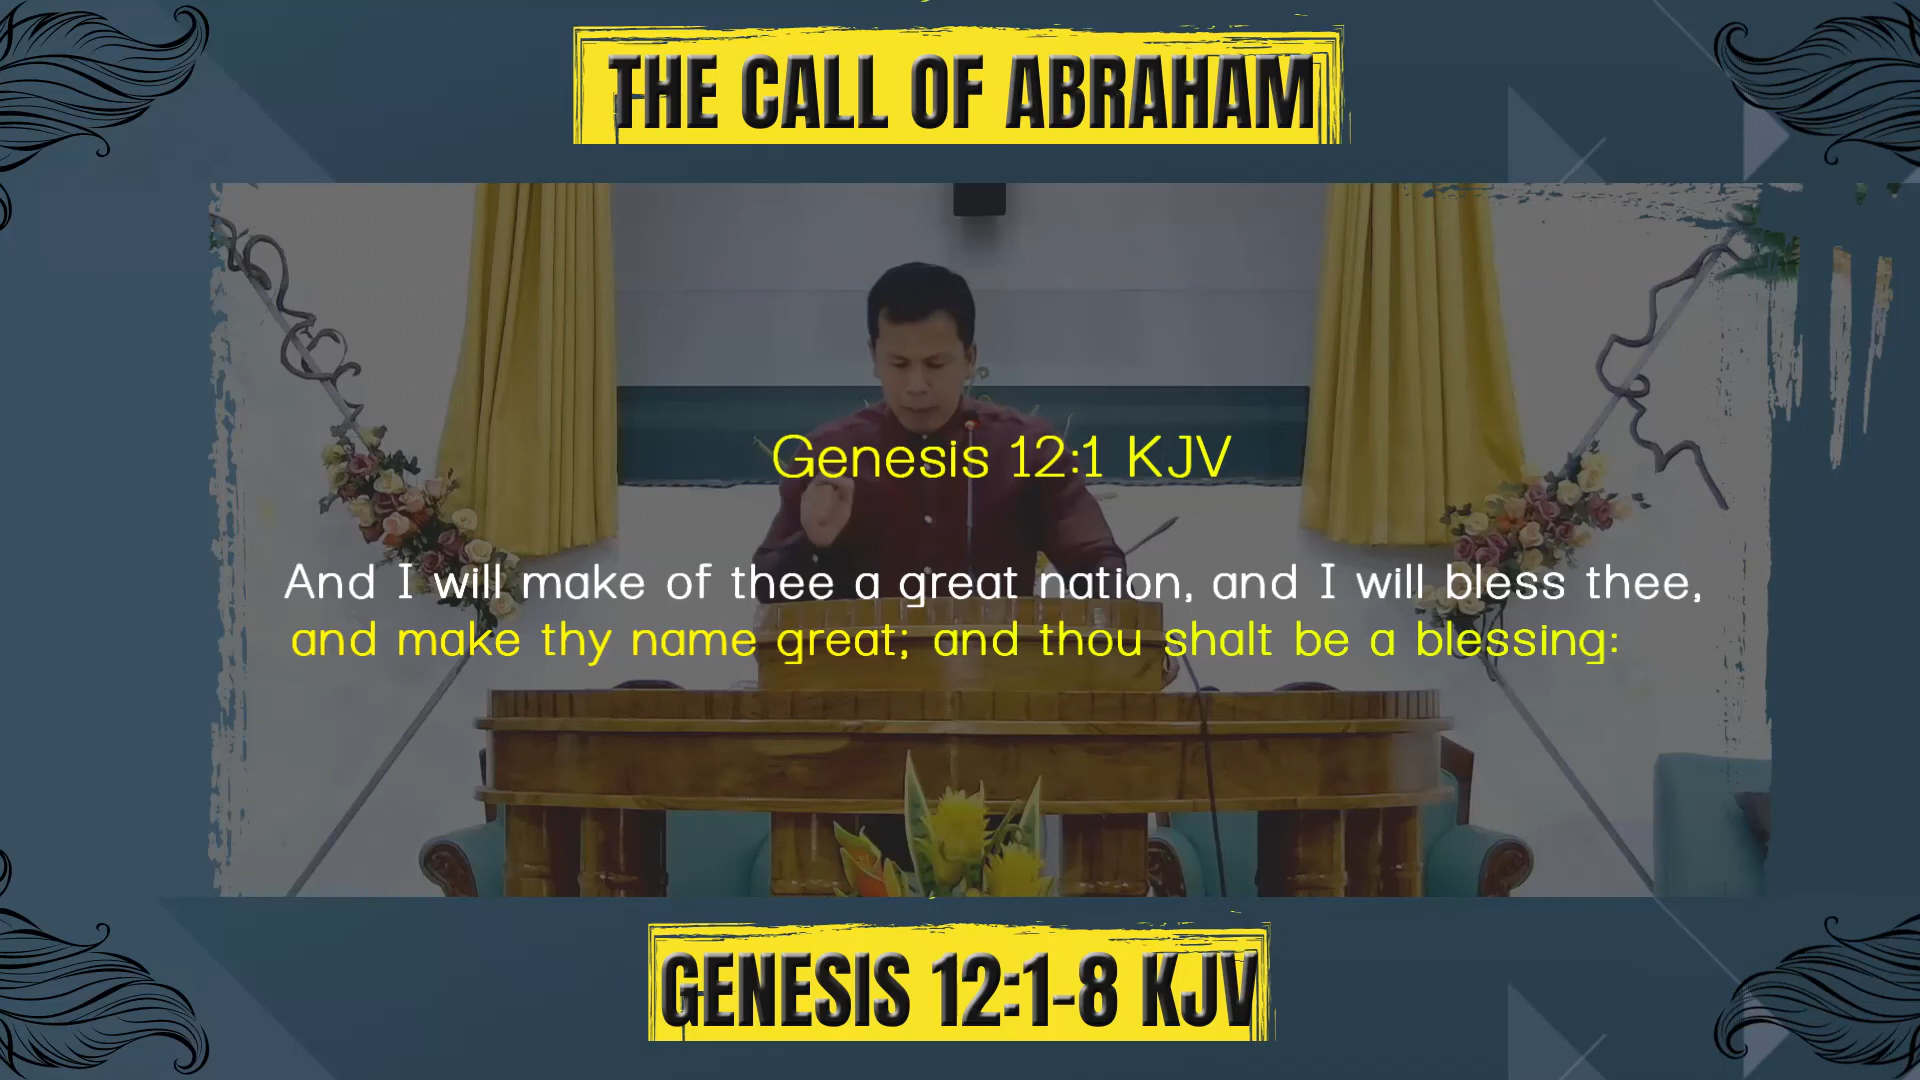 THE CALL OF ABRAHAM
Genesis 12:1 KJV
And I will make of thee a great nation, and I will bless thee,
and make thy name great; and thou shalt be a blessing:
GENESIS 12:1-8 KJV